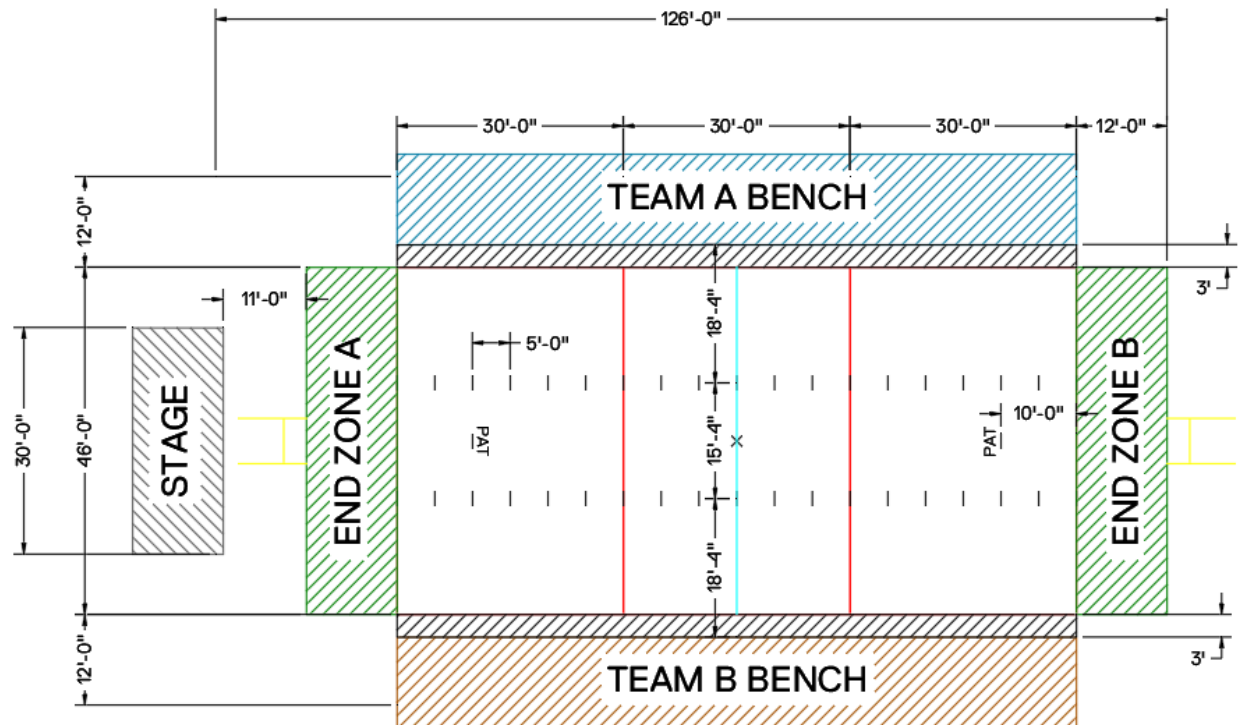 126'-0"
30'-0"
30'-0"
30'-0"
12'-0"
TEAM A BENCH
12'-0"
3'
11'-0"
18'-4"
5'-0"
STAGE
30'-0"
46'-0"
END ZONE A
PAT
15'-4"
PAT
10'-0"
END ZONE B
18'-4"
12'-0"
TEAM B BENCH
3'